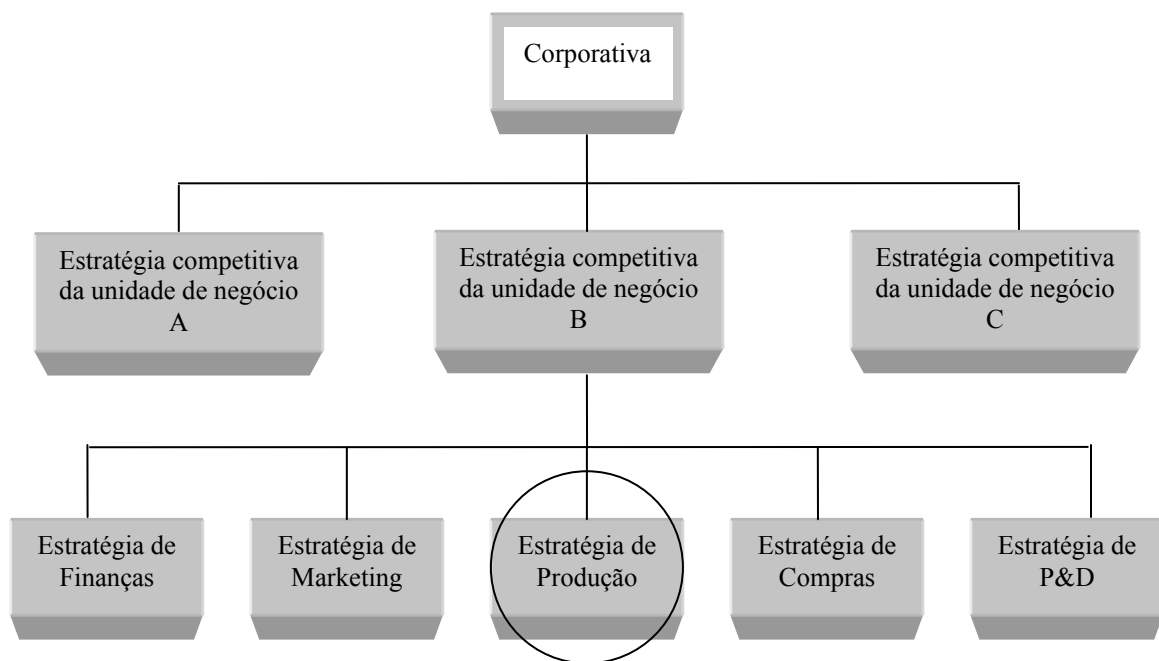 Corporativa
Estratégia competitiva
da unidade de negócio
A
Estratégia competitiva
da unidade de negócio
B
Estratégia competitiva
da unidade de negócio
C
Estratégia de
Finanças
Estratégia de
Marketing
Estratégia de
Produção
Estratégia de
Compras
Estratégia de
P&D